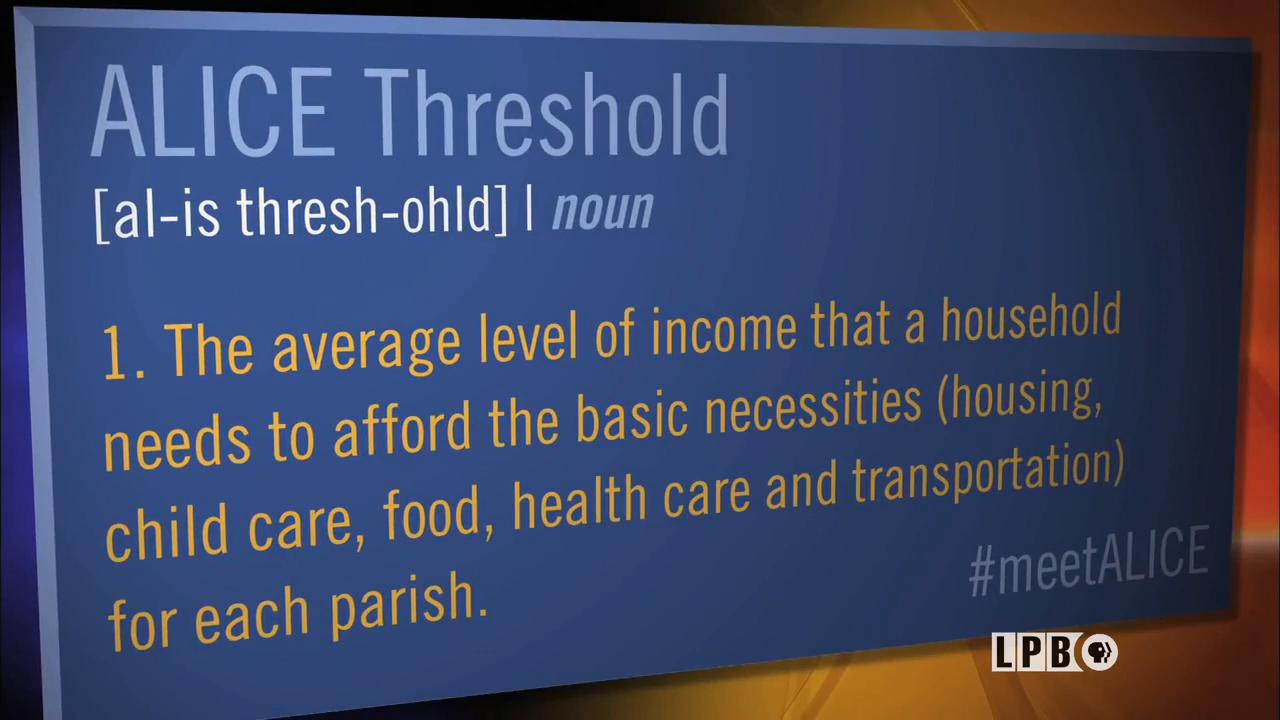 ALICE Threshold
[al-is thresh-ohld] | noun
1. The average level of income that a household
needs to afford the basic necessities (housing,
child care, food, health care and transportation)
for each parish.
#meetALICE
LPB